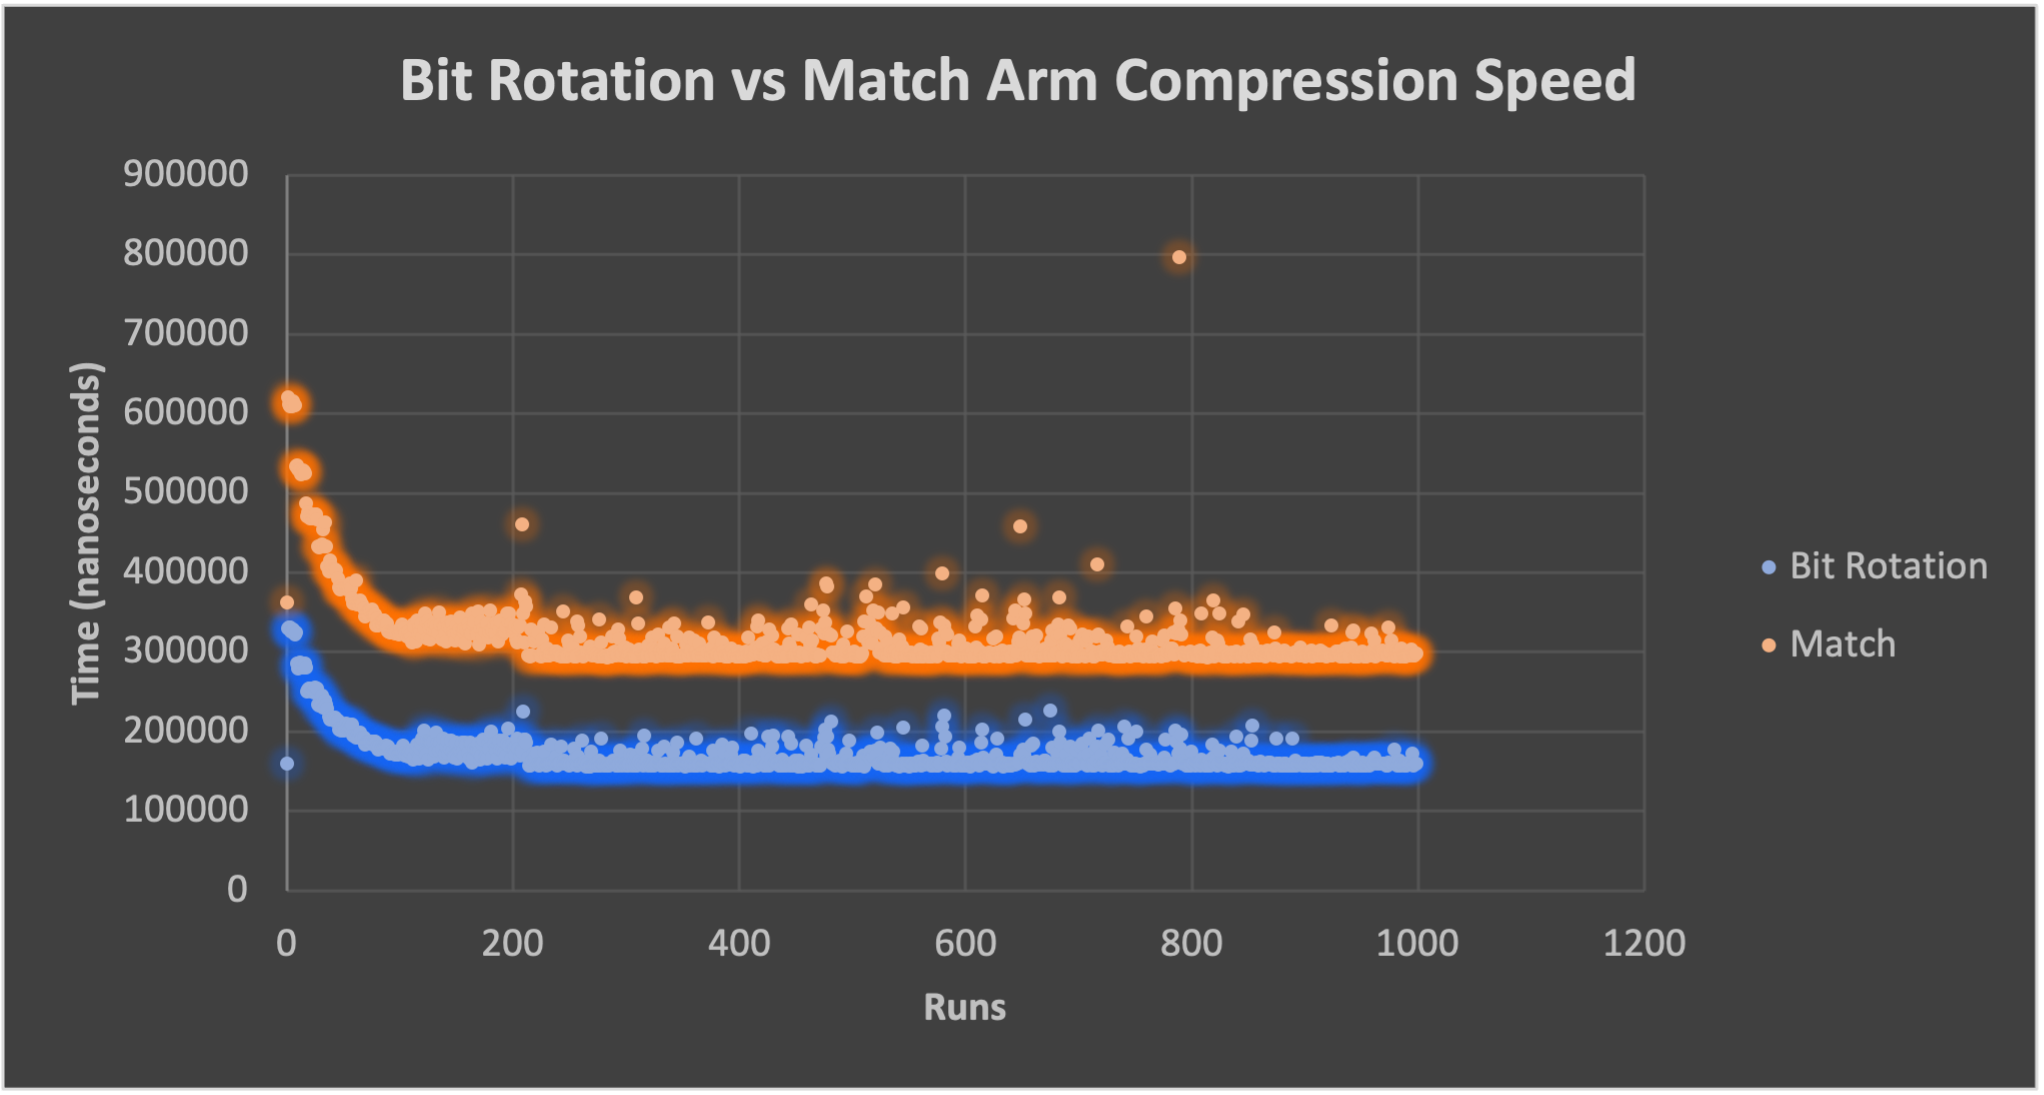 Bit Rotation vs Match Arm Compression Speed
900000
800000
700000
600000
500000
400000
300000
200000
100000
0
Time (nanoseconds)
0 200 400 600 800 1000 1200
Runs
Bit Rotation
Match